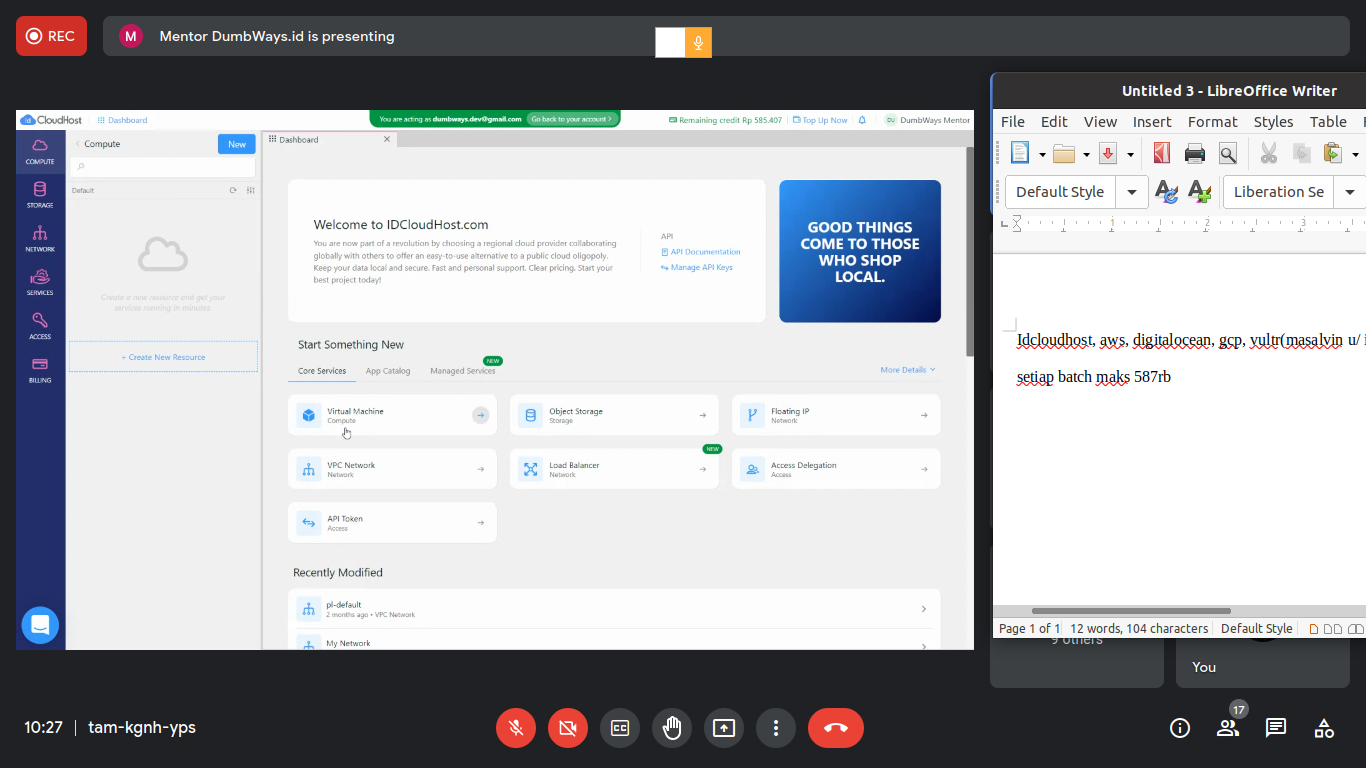 REC
M
Mentor DumbWays.id is presenting
id CloudHost
Dashboard
You are acting as dumbways.dev@gmail.com Go back to your account >
Remaining credit Rp 585.407
Top Up Now
DU DumbWays Mentor
COMPUTE
STORAGE
NETWORK
SERVICES
ACCESS
BILLING
Compute
New
Default
Create a new resource and get your
services running in minutes.
+ Create New Resource
Dashboard
Welcome to IDCloudHost.com
You are now part of a revolution by choosing a regional cloud provider collaborating
globally with others to offer an easy-to-use alternative to a public cloud oligopoly.
Keep your data local and secure. Fast and personal support. Clear pricing. Start your
best project today!
API
API Documentation
Manage API Keys
GOOD THINGS
COME TO THOSE
WHO SHOP
LOCAL.
Start Something New
Core Services
App Catalog
Managed Services
NEW
More Details
Virtual Machine
Compute
Object Storage
Storage
Floating IP
Network
VPC Network
Network
Load Balancer
Network
NEW
Access Delegation
Access
API Token
Access
Recently Modified
pl-default
2 months ago • VPC Network
My Network
Untitled 3 - LibreOffice Writer
File Edit View Insert Format Styles Table
Default Style
Liberation Se
1 2 3
Idcloudhost, aws, digitalocean, gcp, vultr(masalvin u/ i
setiap batch maks 587rb
Page 1 of 1
12 words, 104 characters
Default Style
9 others
You
10:27 | tam-kgnh-yps
17